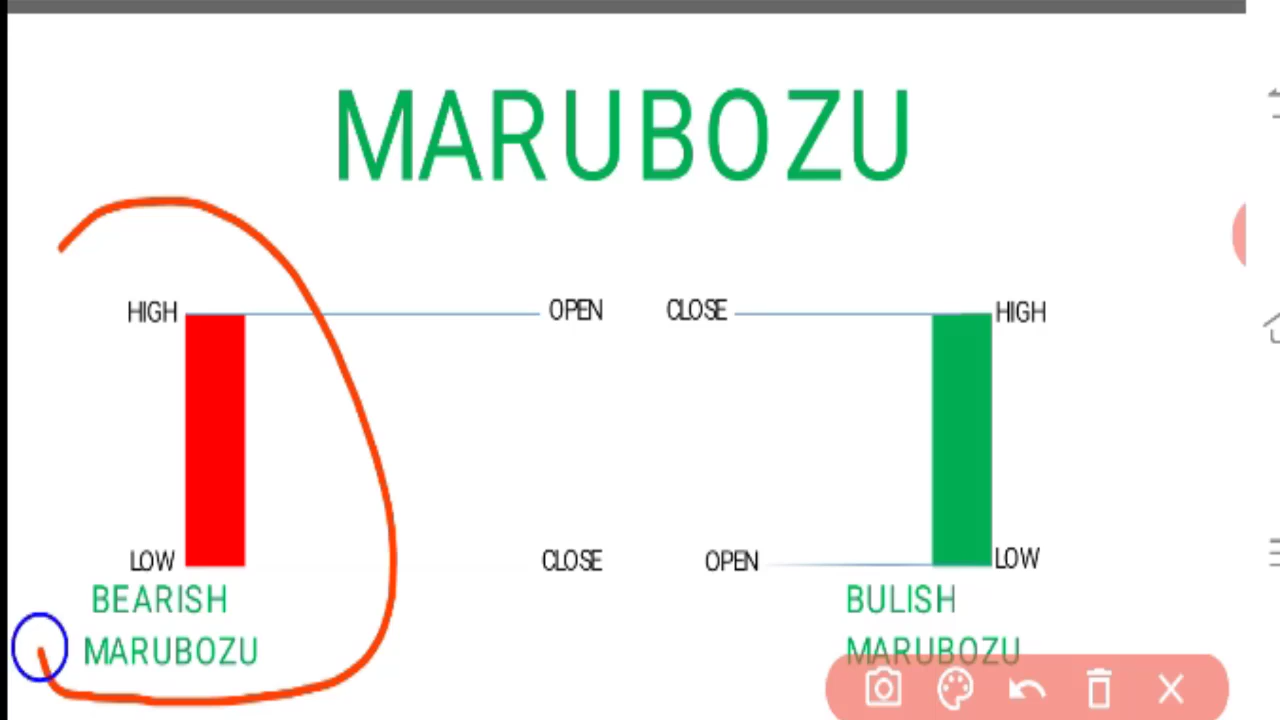 MARUBOZU
HIGH OPEN CLOSE HIGH
LOW CLOSE OPEN LOW
BEARISH BULISH
MARUBOZU MARUBOZU